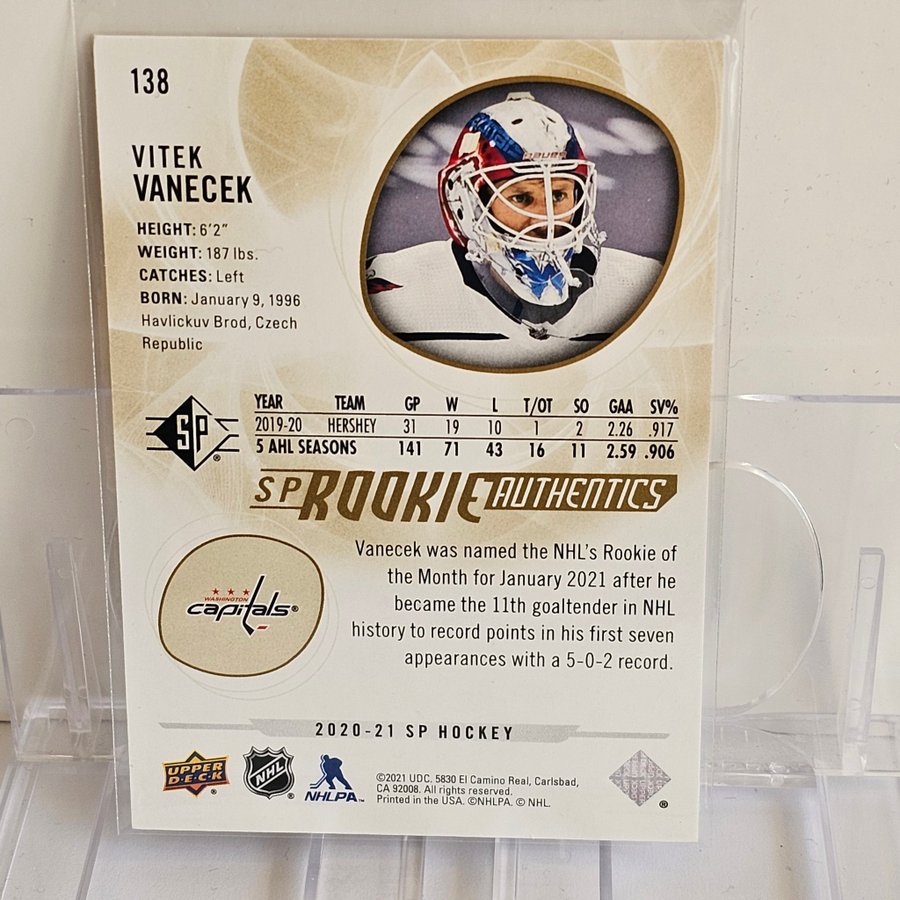 138
VITEK
VANECEK
HEIGHT: 6'2"
WEIGHT: 187 lbs.
CATCHES: Left
BORN: January 9, 1996
Havlickuv Brod, Czech
Republic
BAUER
SP®
YEAR TEAM GP W L T/OT SO GAA SV%
2019-20 HERSHEY 31 19 10 1 2 2.26 .917
5 AHL SEASONS 141 71 43 16 11 2.59 .906
SP ROOKIE AUTHENTICS
Vanecek was named the NHL's Rookie of
the Month for January 2021 after he
became the 11th goaltender in NHL
history to record points in his first seven
appearances with a 5-0-2 record.
WASHINGTON
capitals®
2020-21 SP HOCKEY
UPPER
D·E·C·K
®
NHL
®
NHLPA™
©2021 UDC. 5830 El Camino Real, Carlsbad,
CA 92008. All rights reserved.
Printed in the USA. ©NHLPA. © NHL.
®